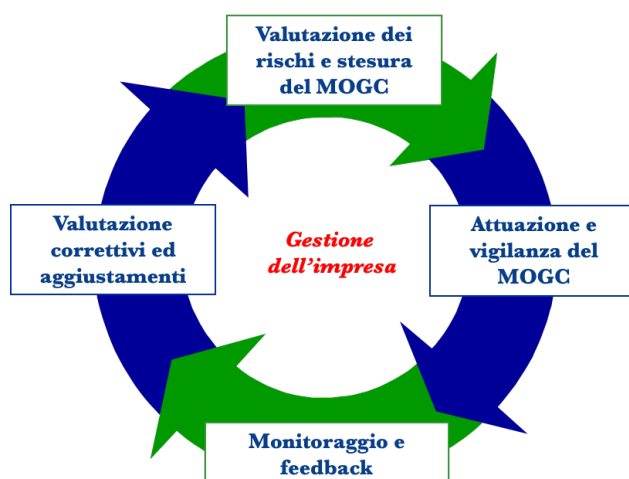 Valutazione dei
rischi e stesura
del MOGC
Valutazione
correttivi ed
aggiustamenti
Gestione
dell'impresa
Attuazione e
vigilanza del
MOGC
Monitoraggio e
feedback